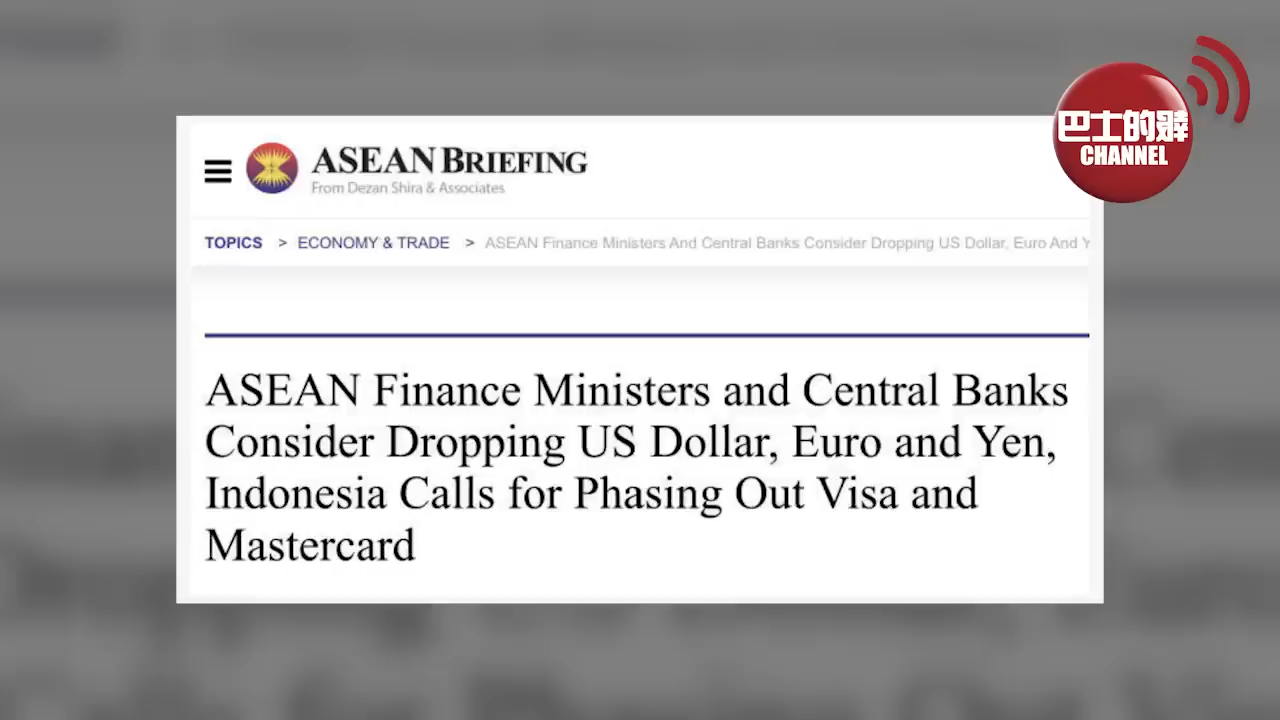 巴士的報
CHANNEL
ASEAN BRIEFING
From Dezan Shira & Associates
TOPICS > ECONOMY & TRADE > ASEAN Finance Ministers And Central Banks Consider Dropping US Dollar, Euro And Y
ASEAN Finance Ministers and Central Banks
Consider Dropping US Dollar, Euro and Yen,
Indonesia Calls for Phasing Out Visa and
Mastercard